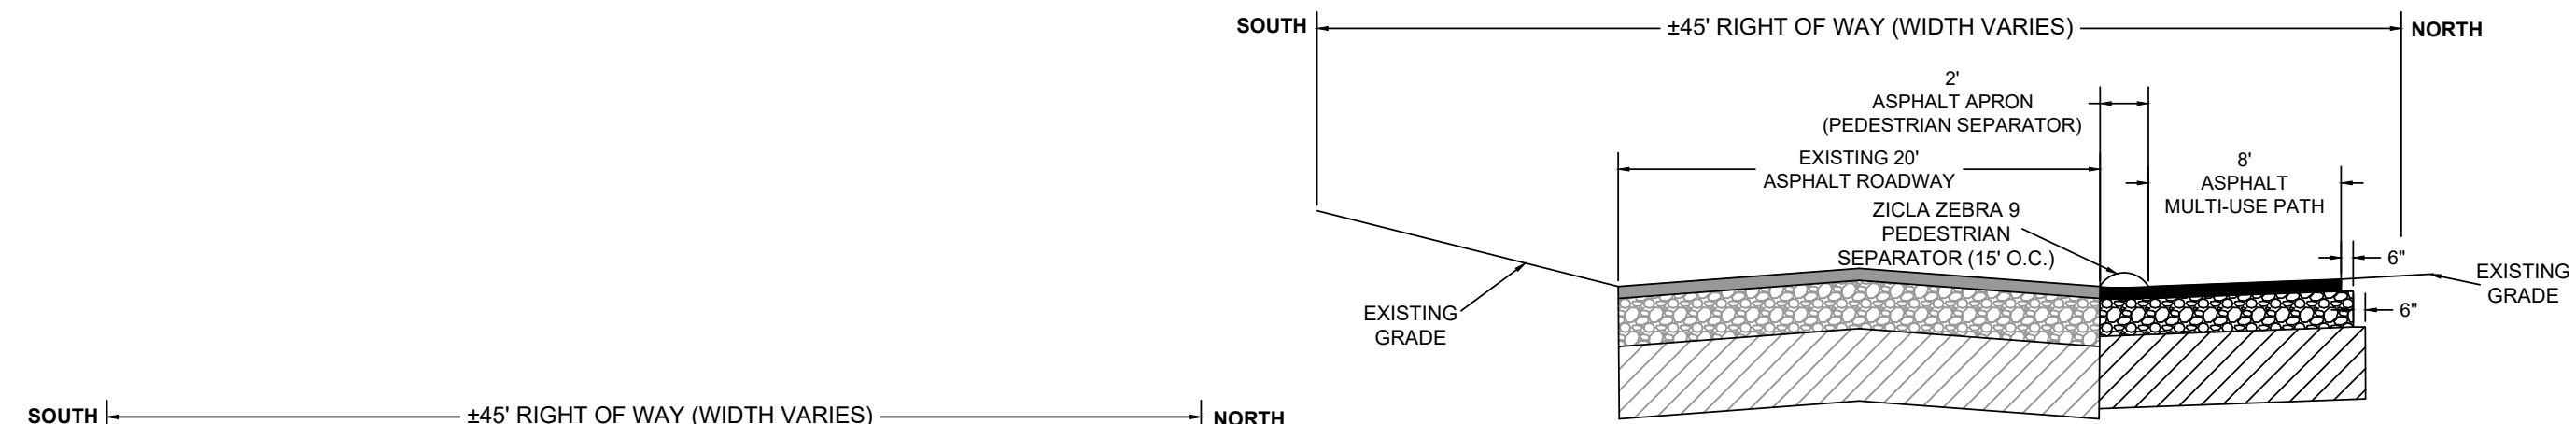 SOUTH ±45' RIGHT OF WAY (WIDTH VARIES) NORTH
2'
ASPHALT APRON
(PEDESTRIAN SEPARATOR)
EXISTING 20'
ASPHALT ROADWAY
8'
ASPHALT
MULTI-USE PATH
ZICLA ZEBRA 9
PEDESTRIAN
SEPARATOR (15' O.C.)
6"
EXISTING
GRADE
6"
EXISTING
GRADE
SOUTH ±45' RIGHT OF WAY (WIDTH VARIES) NORTH